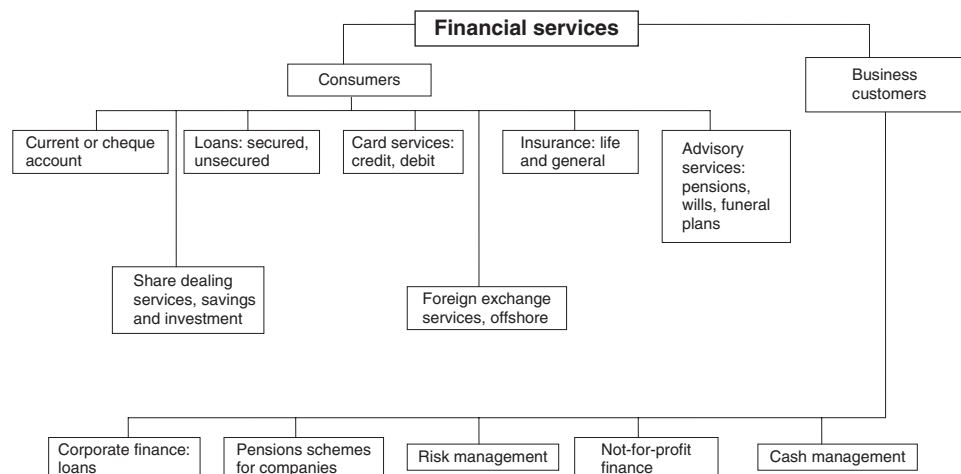 Financial services
Consumers
Business
customers
Current or cheque
account
Loans: secured,
unsecured
Card services:
credit, debit
Insurance: life
and general
Advisory
services:
pensions,
wills, funeral
plans
Share dealing
services, savings
and investment
Foreign exchange
services, offshore
Corporate finance:
loans
Pensions schemes
for companies
Risk management
Not-for-profit
finance
Cash management